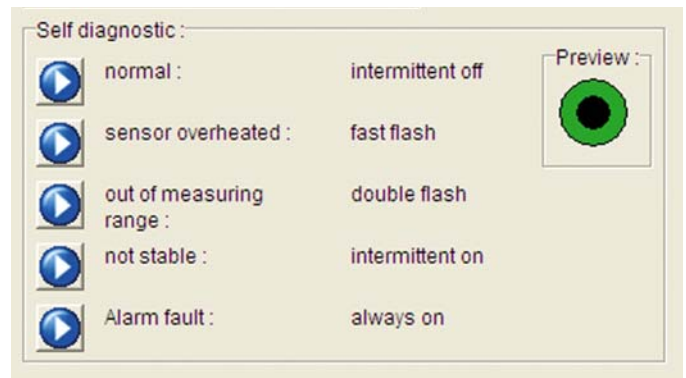 Self diagnostic :
Preview :
normal : intermittent off
sensor overheated : fast flash
out of measuring double flash
range :
not stable : intermittent on
Alarm fault : always on